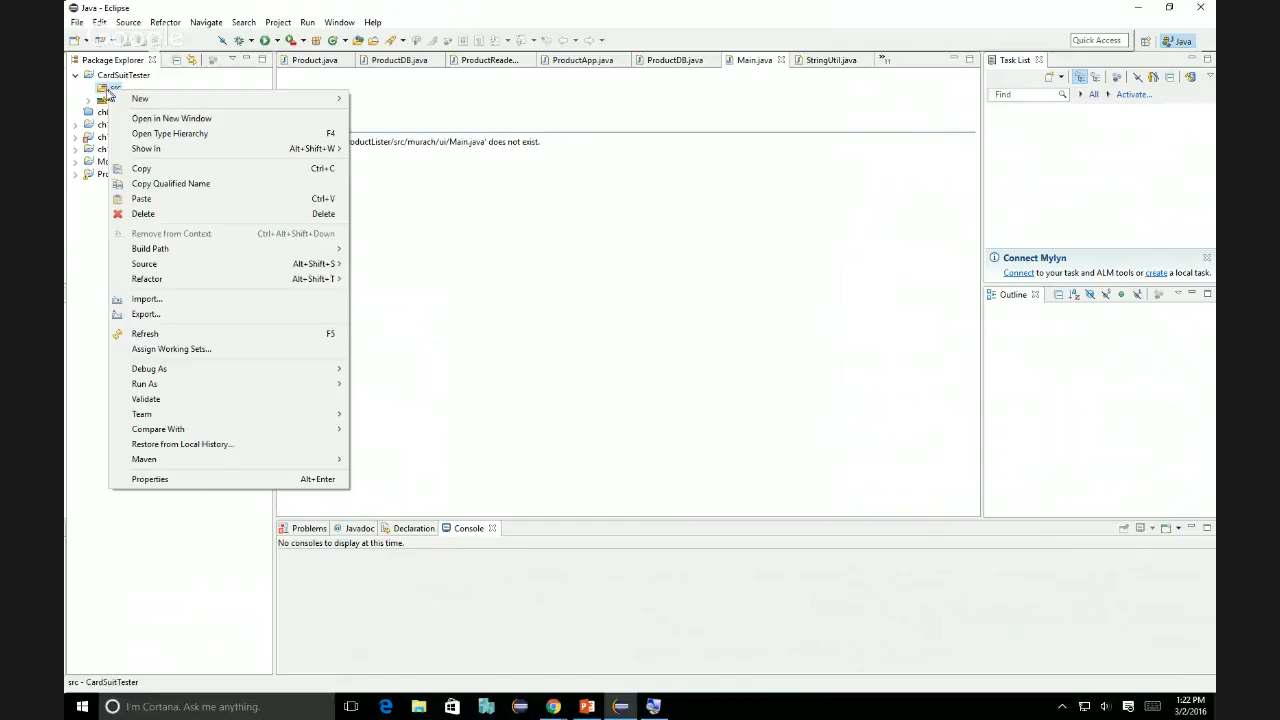 Java - Eclipse
File Edit Source Refactor Navigate Search Project Run Window Help
Quick Access
Java
Package Explorer
Product.java
ProductDB.java
ProductReade...
ProductApp.java
ProductDB.java
Main.java
StringUtil.java
Task List
CardSuitTester
src
Find
All
Activate...
New
Open in New Window
Open Type Hierarchy F4
Show In Alt+Shift+W
oductLister/src/murach/ui/Main.java' does not exist.
Copy Ctrl+C
Copy Qualified Name
Paste Ctrl+V
Delete Delete
Remove from Context Ctrl+Alt+Shift+Down
Build Path
Source Alt+Shift+S
Refactor Alt+Shift+T
Import...
Export...
Refresh F5
Assign Working Sets...
Debug As
Run As
Validate
Team
Compare With
Restore from Local History...
Maven
Properties Alt+Enter
Connect Mylyn
Connect to your task and ALM tools or create a local task.
Outline
Problems
Javadoc
Declaration
Console
No consoles to display at this time.
src - CardSuitTester
I'm Cortana. Ask me anything.
1:22 PM
3/2/2016